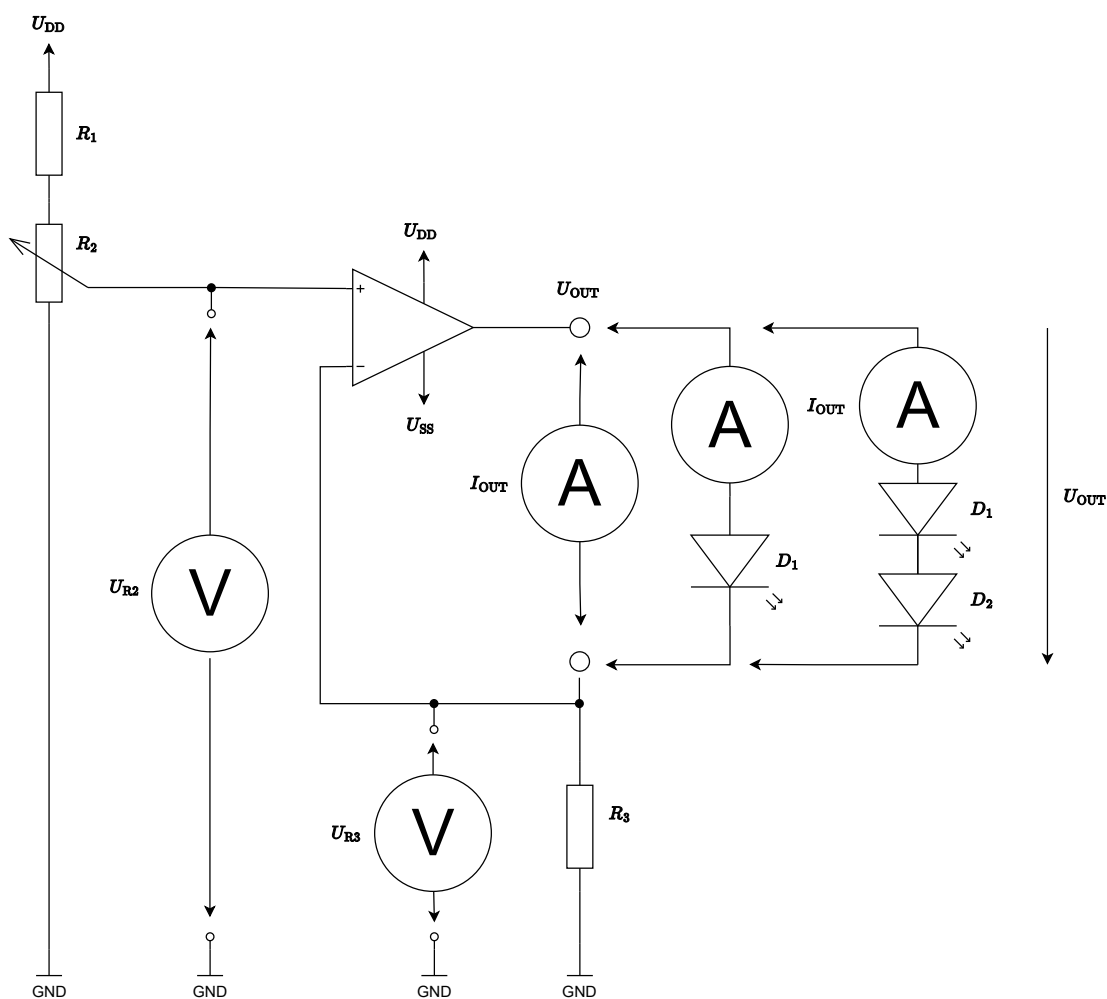 U_DD
R_1
R_2
U_DD
+
−
U_SS
U_OUT
A
I_OUT
A
D_1
I_OUT
A
D_1
D_2
U_OUT
U_R2
V
U_R3
V
R_3
GND
GND
GND
GND